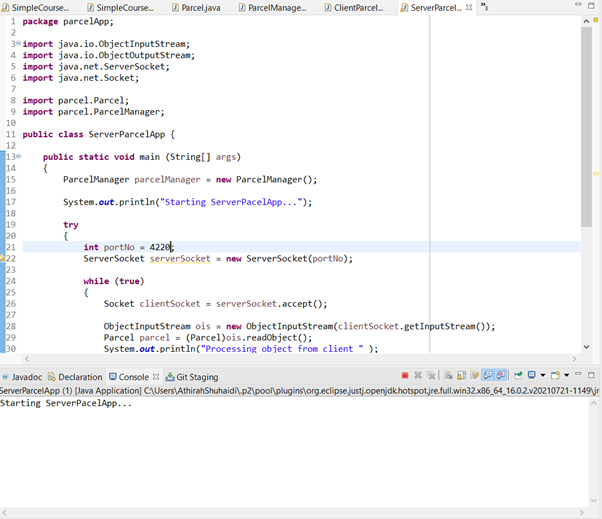 SimpleCourse... SimpleCourse... Parcel.java ParcelManage... ClientParcel... ServerParcel... »3
1 package parcelApp;
2
3 import java.io.ObjectInputStream;
4 import java.io.ObjectOutputStream;
5 import java.net.ServerSocket;
6 import java.net.Socket;
7
8 import parcel.Parcel;
9 import parcel.ParcelManager;
10
11 public class ServerParcelApp {
12
13 public static void main (String[] args)
14 {
15 ParcelManager parcelManager = new ParcelManager();
16
17 System.out.println("Starting ServerPacelApp...");
18
19 try
20 {
21 int portNo = 4220;
22 ServerSocket serverSocket = new ServerSocket(portNo);
23
24 while (true)
25 {
26 Socket clientSocket = serverSocket.accept();
27
28 ObjectInputStream ois = new ObjectInputStream(clientSocket.getInputStream());
29 Parcel parcel = (Parcel)ois.readObject();
30 System.out.println("Processing object from client " );
Javadoc Declaration Console Git Staging
ServerParcelApp (1) [Java Application] C:\Users\AthirahShuhaidi\.p2\pool\plugins\org.eclipse.justj.openjdk.hotspot.jre.full.win32.x86_64_16.0.2.v20210721-1149\jr
Starting ServerPacelApp...